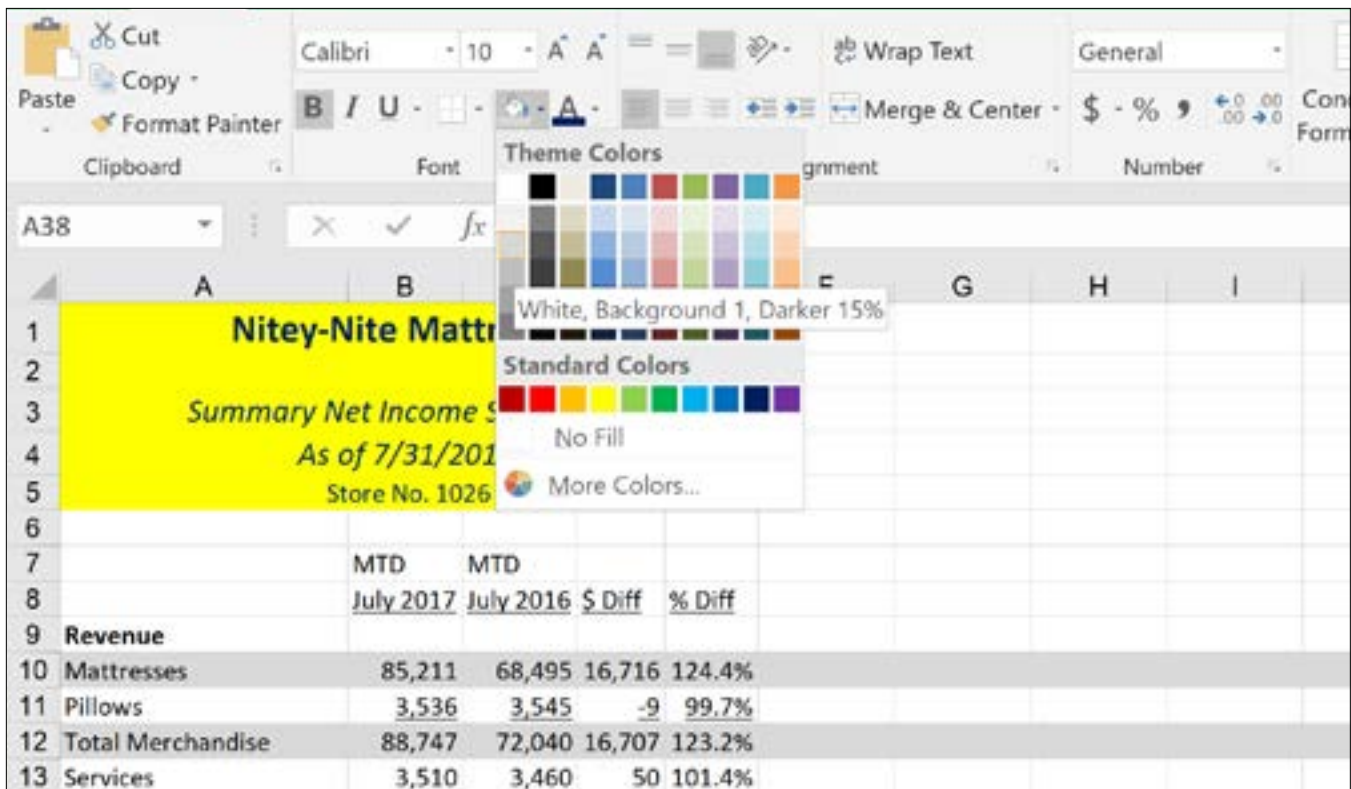 Cut
Copy
Paste
Format Painter
Clipboard
Calibri
10
A A
B I U
A
Font
Wrap Text
Merge & Center
gnment
General
$ - % ,
.00
Number
Con
Form
Theme Colors
White, Background 1, Darker 15%
Standard Colors
No Fill
More Colors...
A38
fx
A B G H I
1 Nitey-Nite Matt
2
3 Summary Net Income S
4 As of 7/31/201
5 Store No. 1026
6
7 MTD MTD
8 July 2017 July 2016 $ Diff % Diff
9 Revenue
10 Mattresses 85,211 68,495 16,716 124.4%
11 Pillows 3,536 3,545 -9 99.7%
12 Total Merchandise 88,747 72,040 16,707 123.2%
13 Services 3,510 3,460 50 101.4%